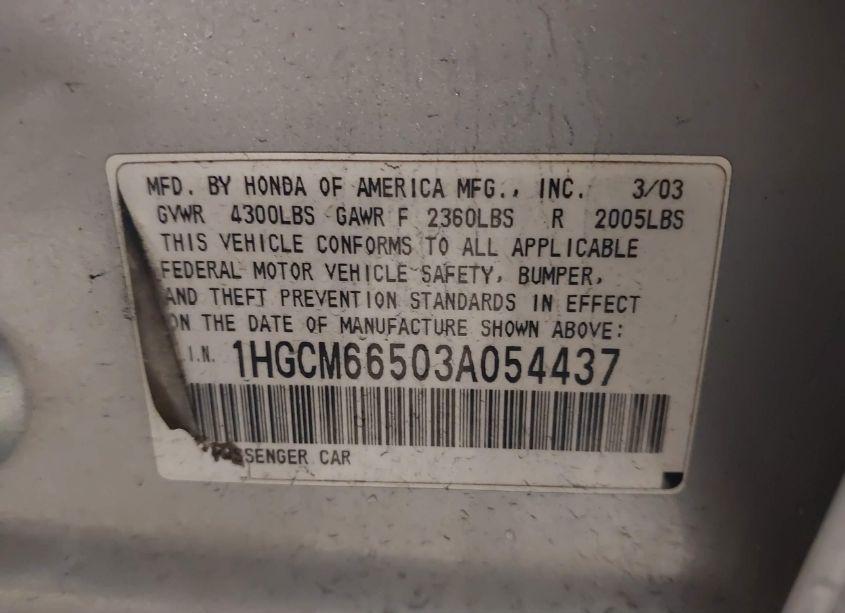 MFD. BY HONDA OF AMERICA MFG., INC. 3/03
GVWR 4300LBS GAWR F 2360LBS R 2005LBS
THIS VEHICLE CONFORMS TO ALL APPLICABLE
FEDERAL MOTOR VEHICLE SAFETY, BUMPER,
AND THEFT PREVENTION STANDARDS IN EFFECT
ON THE DATE OF MANUFACTURE SHOWN ABOVE:
.I.N. 1HGCM66503A054437
PASSENGER CAR